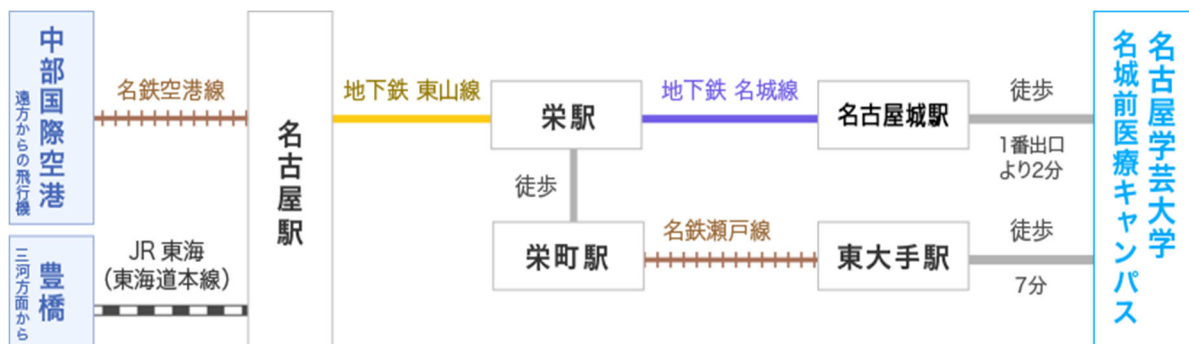 中部国際空港
遠方からの飛行機
名鉄空港線
豊橋
三河方面から
JR 東海
(東海道本線)
名古屋駅
地下鉄 東山線
栄駅
徒歩
栄町駅
地下鉄 名城線
名鉄瀬戸線
名古屋城駅
東大手駅
徒歩
1番出口
より2分
徒歩
7分
名古屋学芸大学
名城前医療キャンパス